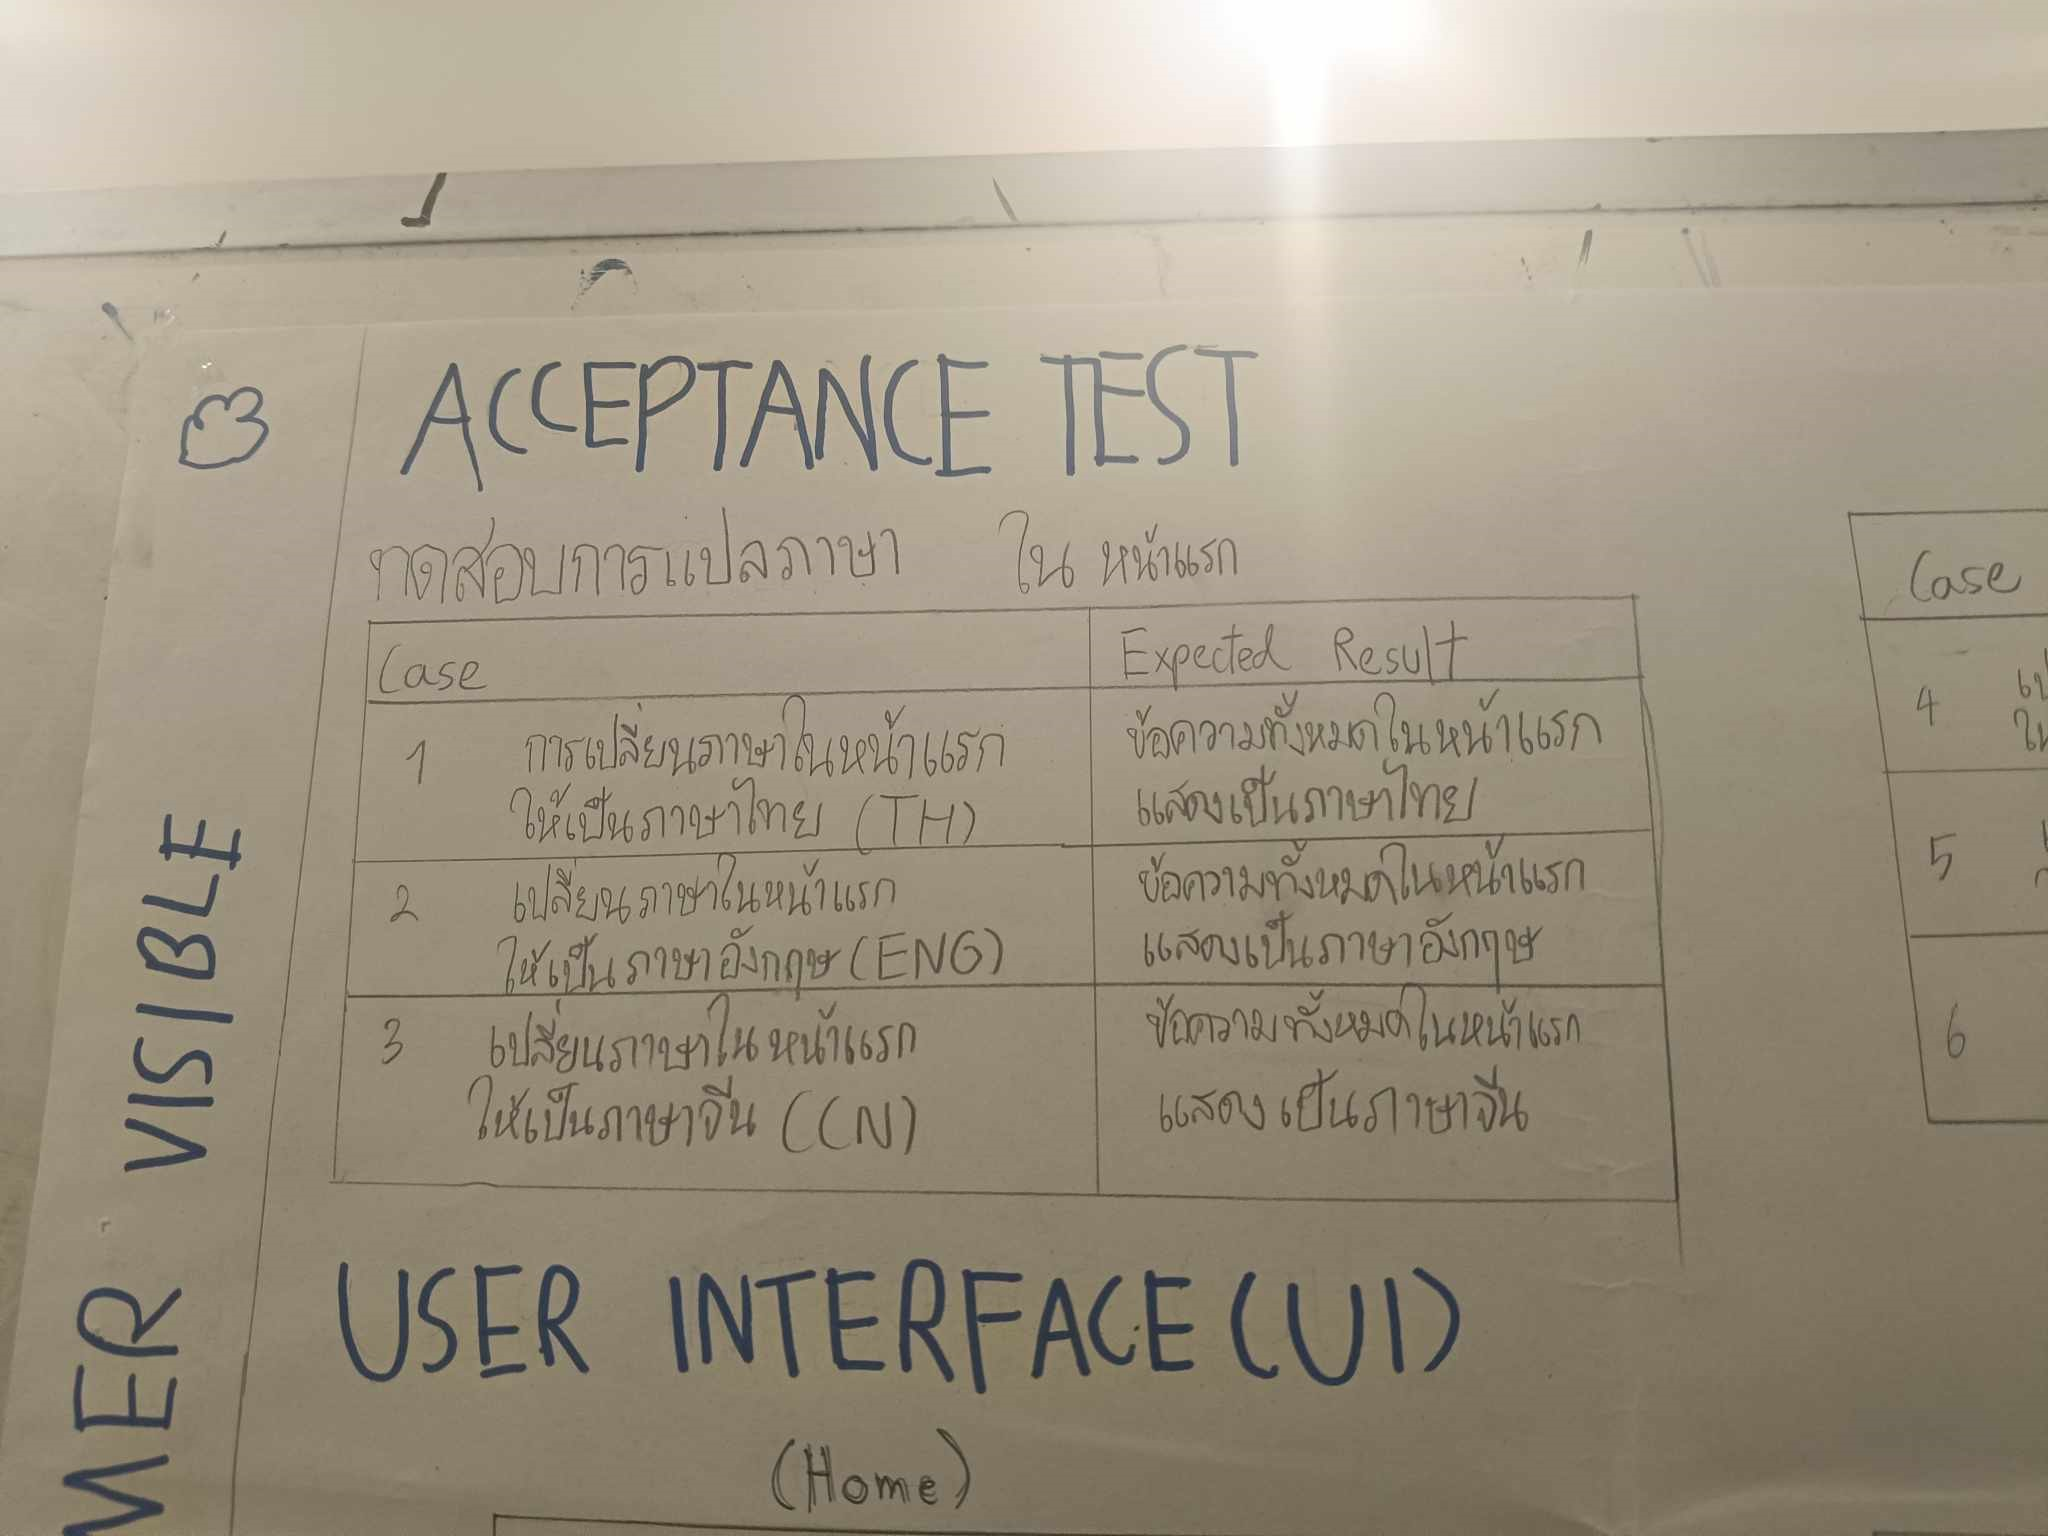 ACCEPTANCE TEST
ทดสอบการแปลภาษา ใน หน้าแรก
Case Expected Result
1 การเปลี่ยนภาษาในหน้าแรก
ให้เป็นภาษาไทย (TH)
ข้อความทั้งหมดในหน้าแรก
แสดงเป็นภาษาไทย
2 เปลี่ยนภาษาในหน้าแรก
ให้เป็นภาษาอังกฤษ (ENG)
ข้อความทั้งหมดในหน้าแรก
แสดงเป็นภาษาอังกฤษ
3 เปลี่ยนภาษาในหน้าแรก
ให้เป็นภาษาจีน (CN)
ข้อความทั้งหมดในหน้าแรก
แสดงเป็นภาษาจีน
Case
4
5
6
USER INTERFACE (UI)
(Home)
MER VISIBLE